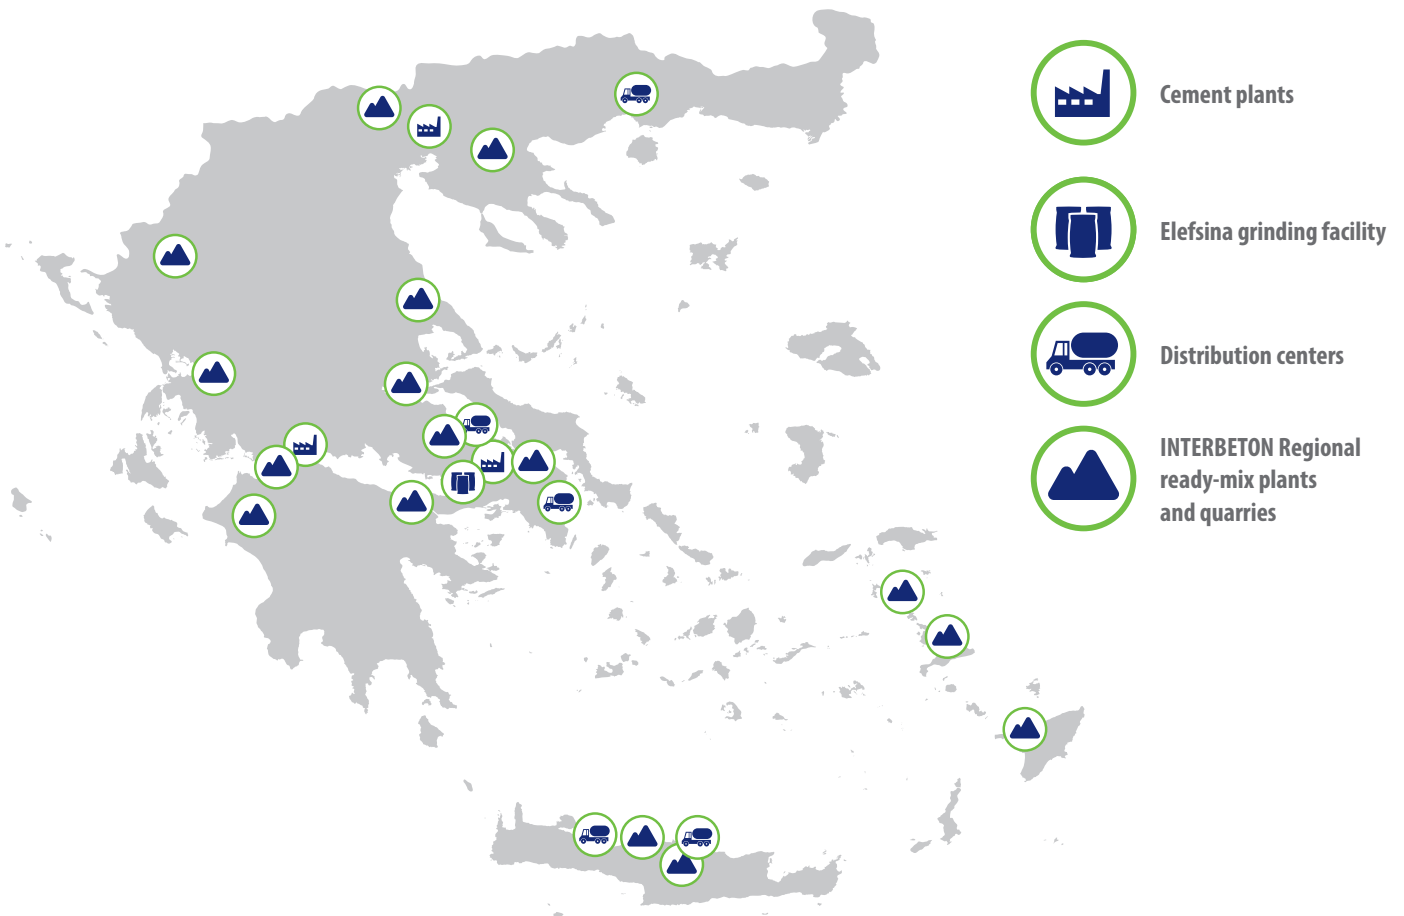 Cement plants
Elefsina grinding facility
Distribution centers
INTERBETON Regional
ready-mix plants
and quarries